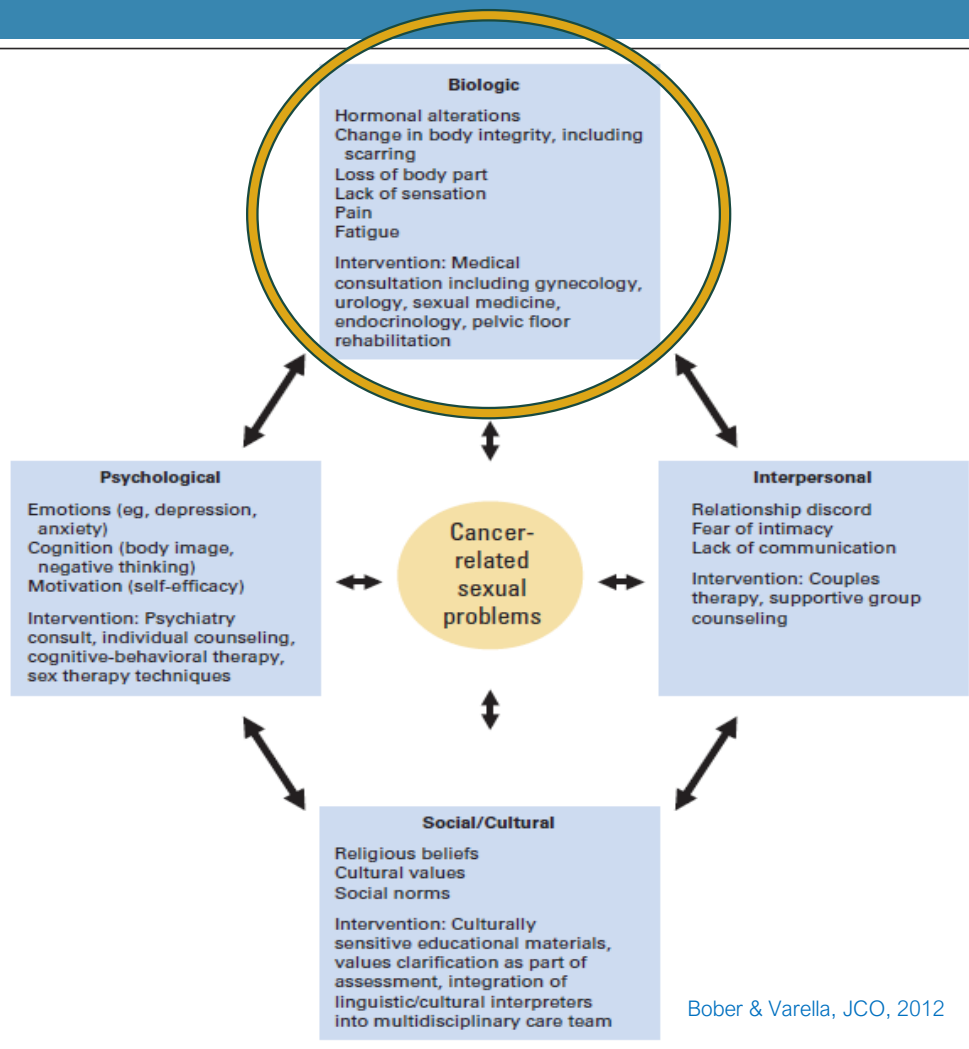 Biologic
Hormonal alterations
Change in body integrity, including
scarring
Loss of body part
Lack of sensation
Pain
Fatigue
Intervention: Medical
consultation including gynecology,
urology, sexual medicine,
endocrinology, pelvic floor
rehabilitation
Psychological
Emotions (eg, depression,
anxiety)
Cognition (body image,
negative thinking)
Motivation (self-efficacy)
Intervention: Psychiatry
consult, individual counseling,
cognitive-behavioral therapy,
sex therapy techniques
Cancer-
related
sexual
problems
Interpersonal
Relationship discord
Fear of intimacy
Lack of communication
Intervention: Couples
therapy, supportive group
counseling
Social/Cultural
Religious beliefs
Cultural values
Social norms
Intervention: Culturally
sensitive educational materials,
values clarification as part of
assessment, integration of
linguistic/cultural interpreters
into multidisciplinary care team
Bober & Varella, JCO, 2012